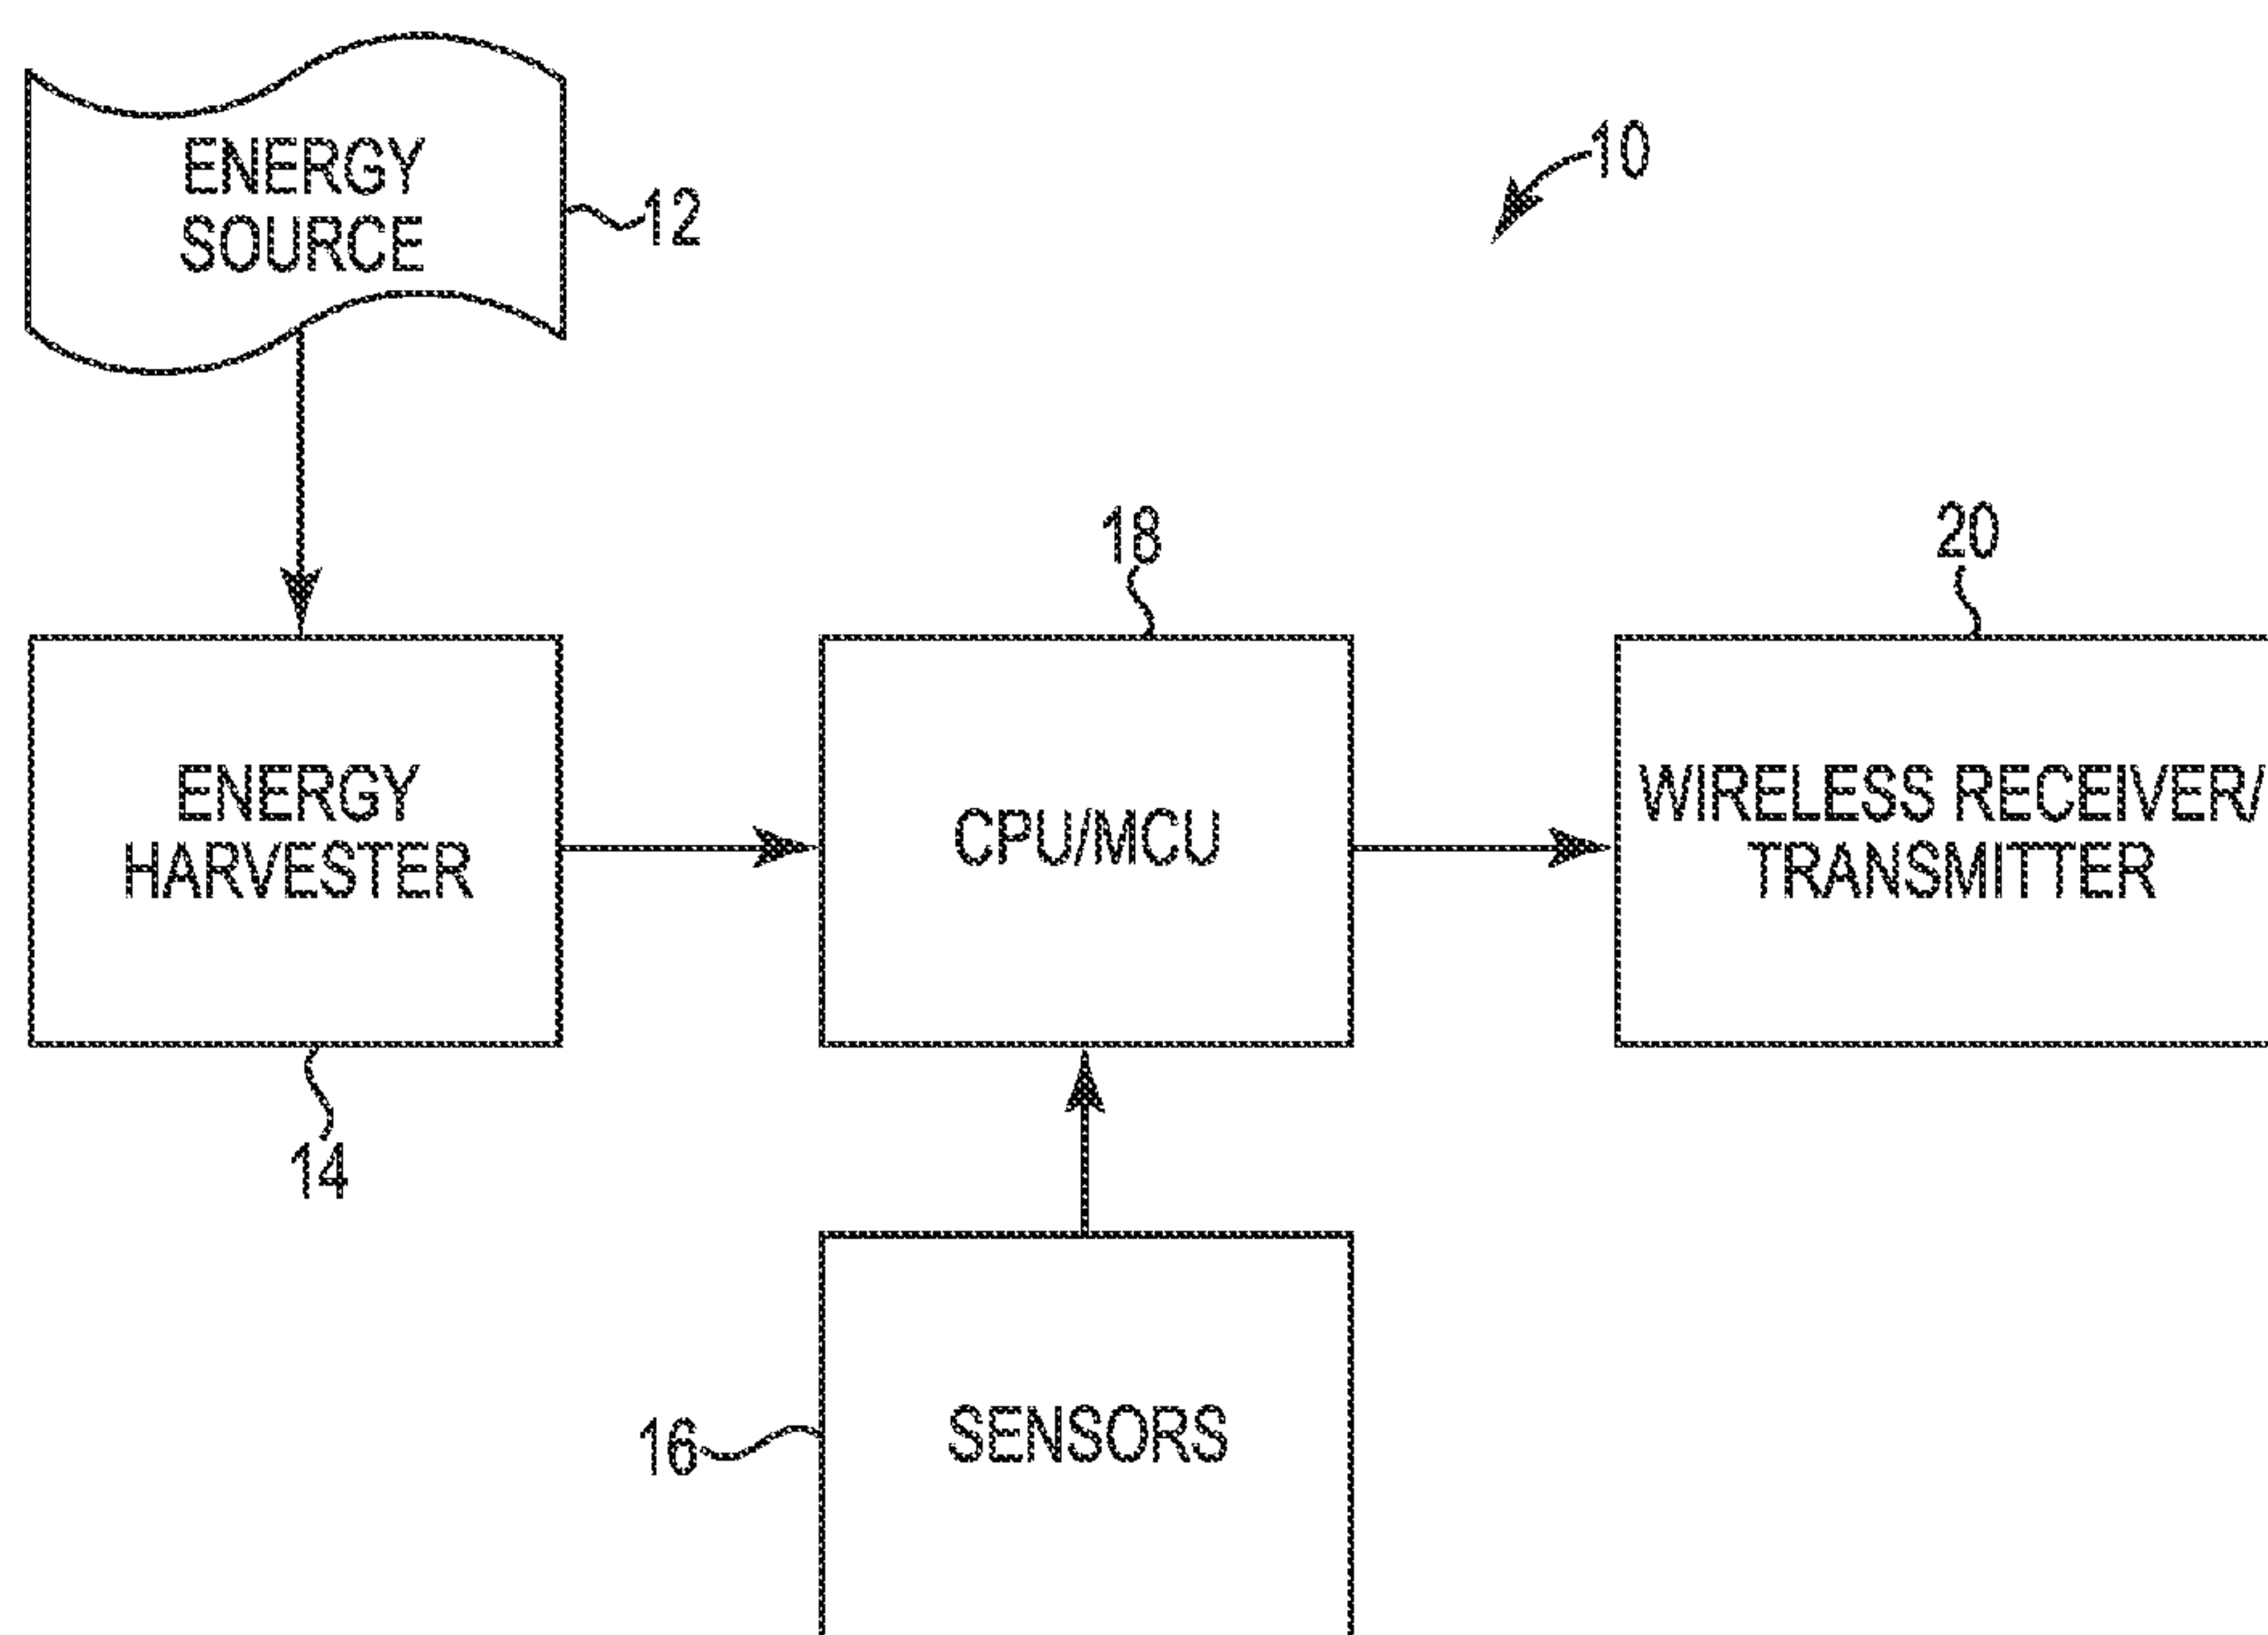 ENERGY
SOURCE
12
10
18
20
ENERGY
HARVESTER
CPU/MCU
WIRELESS RECEIVER/
TRANSMITTER
14
16
SENSORS